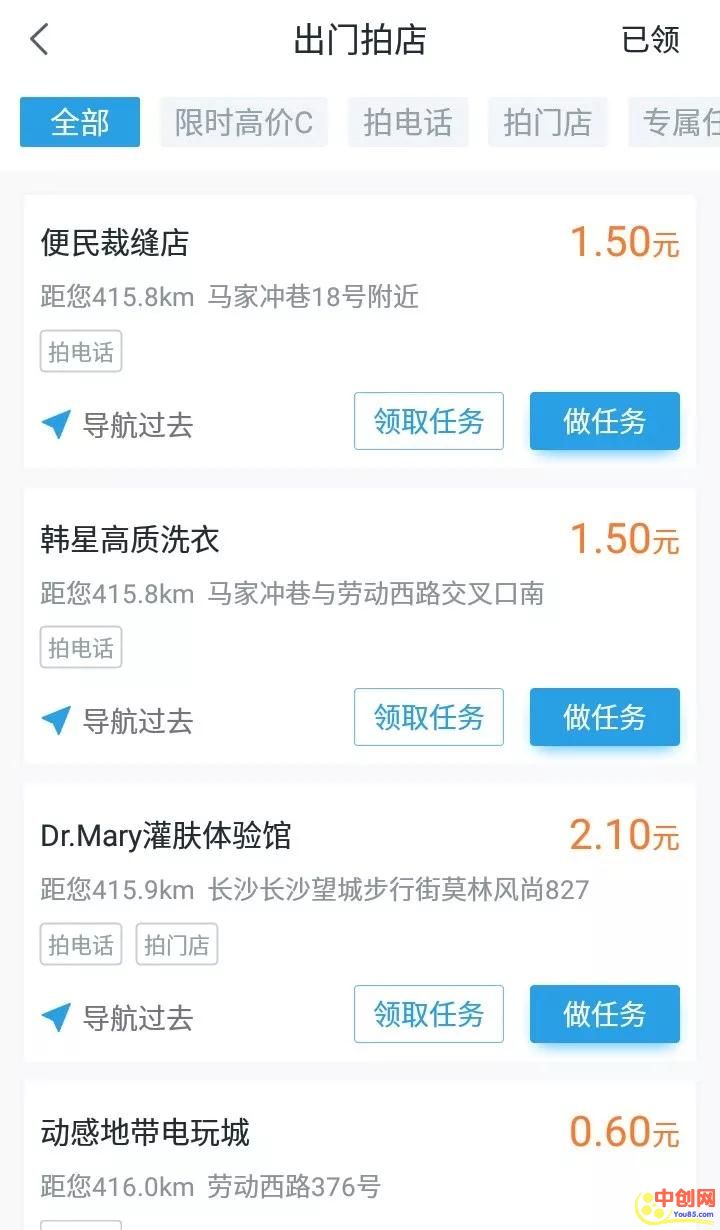 出门拍店
已领
全部
限时高价C
拍电话
拍门店
专属任
便民裁缝店
1.50元
距您415.8km 马家冲巷18号附近
拍电话
导航过去
领取任务
做任务
韩星高质洗衣
1.50元
距您415.8km 马家冲巷与劳动西路交叉口南
拍电话
导航过去
领取任务
做任务
Dr.Mary灌肤体验馆
2.10元
距您415.9km 长沙长沙望城步行街莫林风尚827
拍电话
拍门店
导航过去
领取任务
做任务
动感地带电玩城
0.60元
距您416.0km 劳动西路376号
中创网
You85.com